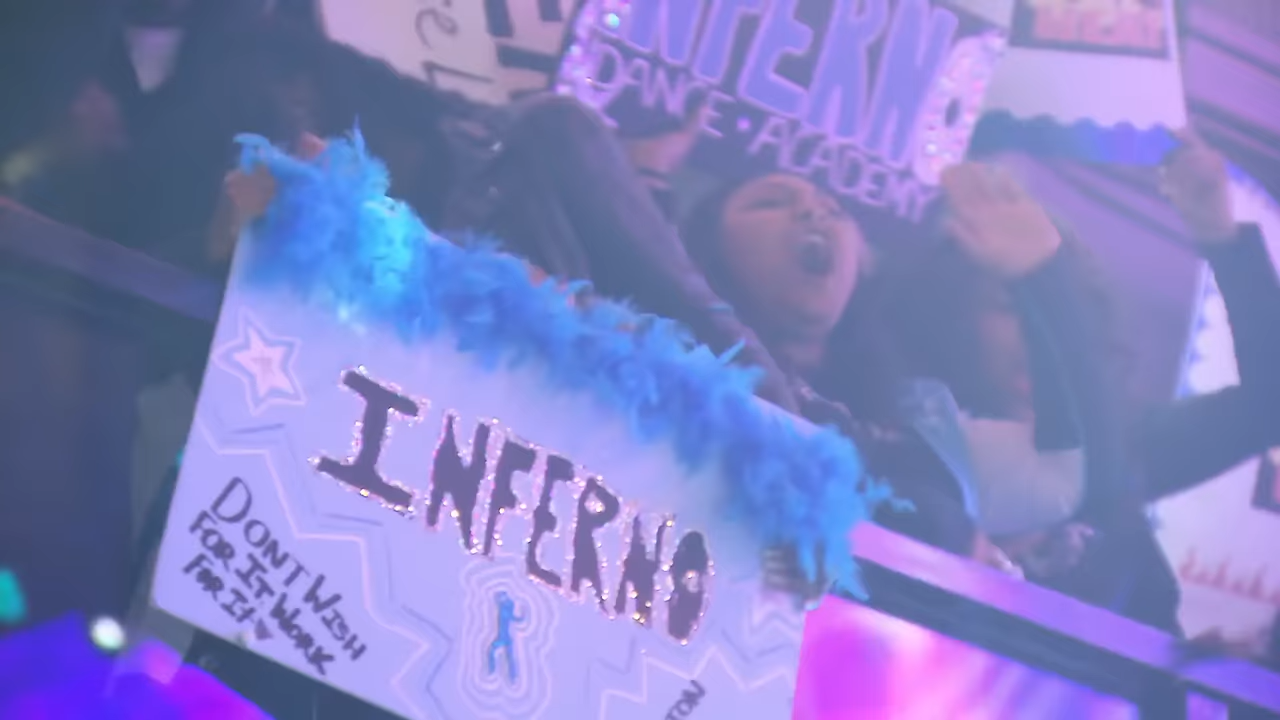 INFERNO
DANCE • ACADEMY
INFERNO
DONT WISH
FOR IT WORK
FOR IT